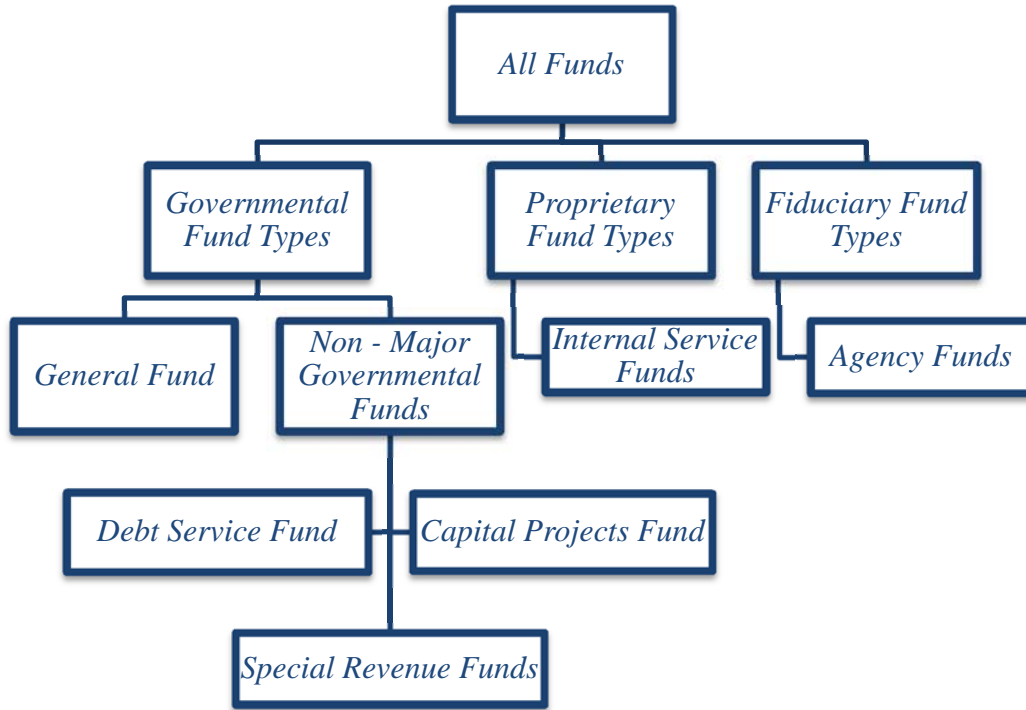 All Funds
Governmental
Fund Types
Proprietary
Fund Types
Fiduciary Fund
Types
General Fund
Non - Major
Governmental
Funds
Internal Service
Funds
Agency Funds
Debt Service Fund
Capital Projects Fund
Special Revenue Funds